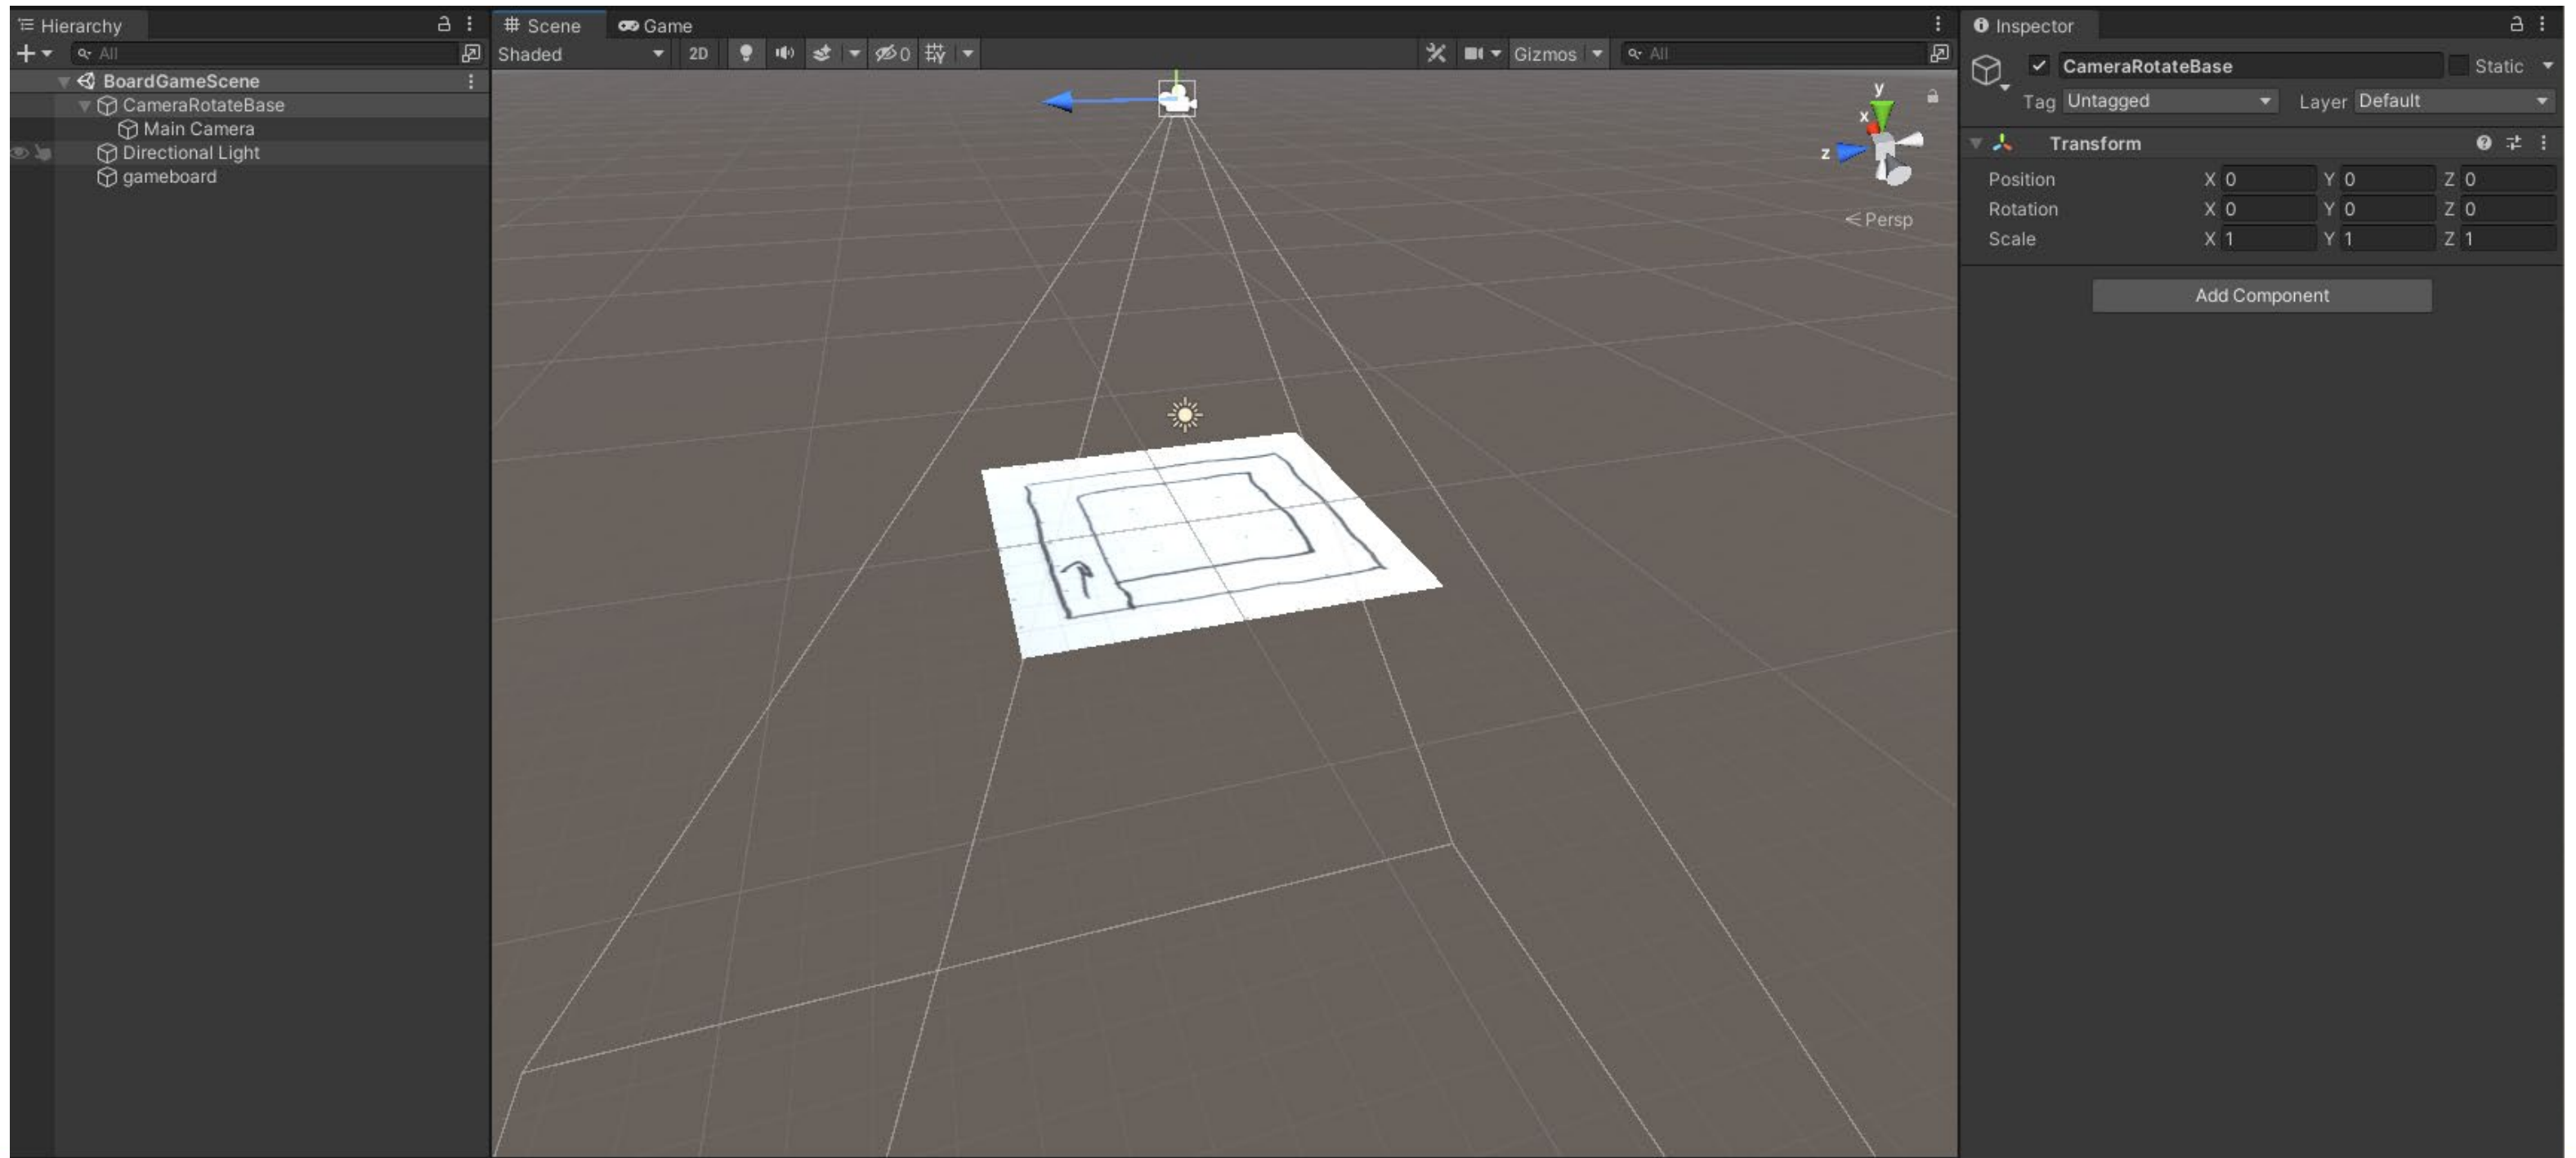 Hierarchy
All
BoardGameScene
CameraRotateBase
Main Camera
Directional Light
gameboard
Scene
Game
Shaded
2D
0
Gizmos
All
y
x
z
Persp
Inspector
CameraRotateBase
Static
Tag Untagged
Layer Default
Transform
Position X 0 Y 0 Z 0
Rotation X 0 Y 0 Z 0
Scale X 1 Y 1 Z 1
Add Component